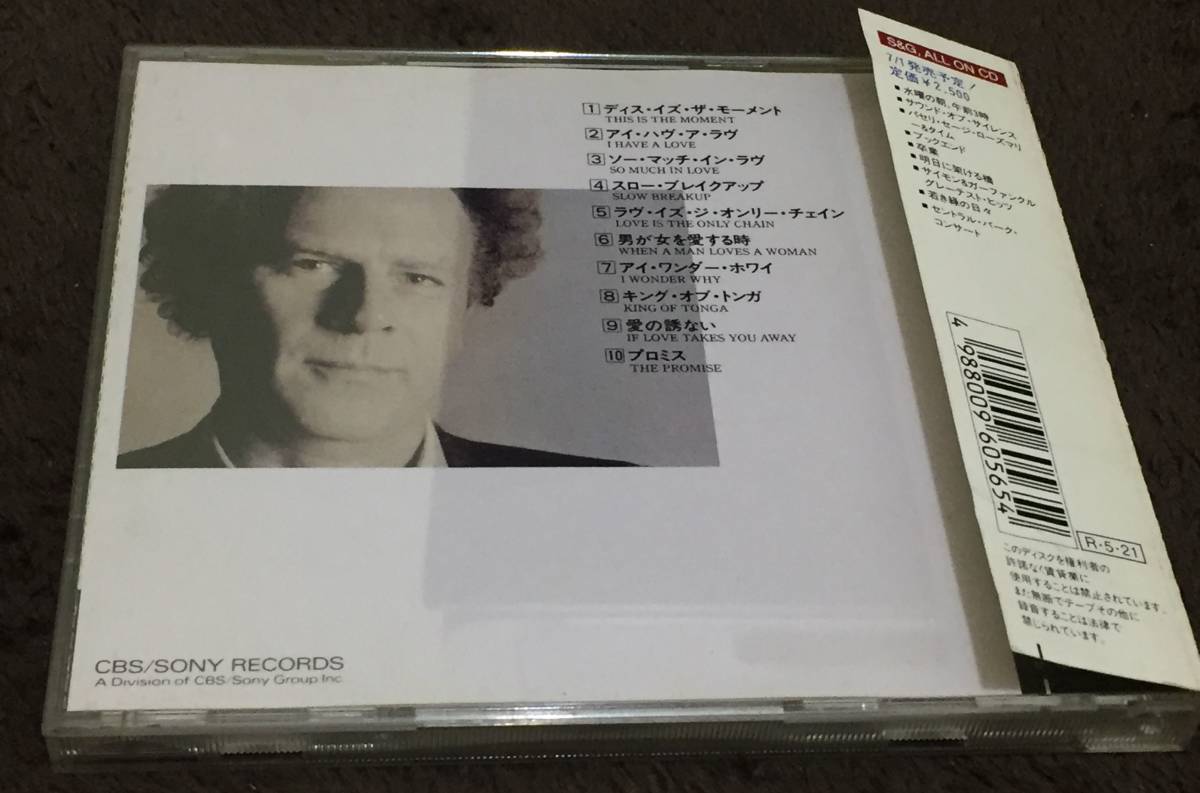 1 ディス・イズ・ザ・モーメント
THIS IS THE MOMENT
2 アイ・ハヴ・ア・ラヴ
I HAVE A LOVE
3 ソー・マッチ・イン・ラヴ
SO MUCH IN LOVE
4 スロー・ブレイクアップ
SLOW BREAKUP
5 ラヴ・イズ・ジ・オンリー・チェイン
LOVE IS THE ONLY CHAIN
6 男が女を愛する時
WHEN A MAN LOVES A WOMAN
7 アイ・ワンダー・ホワイ
I WONDER WHY
8 キング・オブ・トンガ
KING OF TONGA
9 愛の誘ない
IF LOVE TAKES YOU AWAY
10 プロミス
THE PROMISE
CBS/SONY RECORDS
A Division of CBS/Sony Group Inc.
S&G, ALL ON CD
7/1発売予定!
定価¥2,500
■水曜の朝、午前3時
■サウンド・オブ・サイレンス
■パセリ・セージ・ローズマリ
ー&タイム
■ブックエンド
■卒業
■明日に架ける橋
■サイモン&ガーファンクル
グレーテスト・ヒッツ
■若き緑の日々
■セントラル・パーク・
コンサート
4 988009 605654
R-5-21
このディスクを権利者の
許諾なく賃貸業に
使用することは禁止されています。
また無断でテープその他に
録音することは法律で
禁じられています。